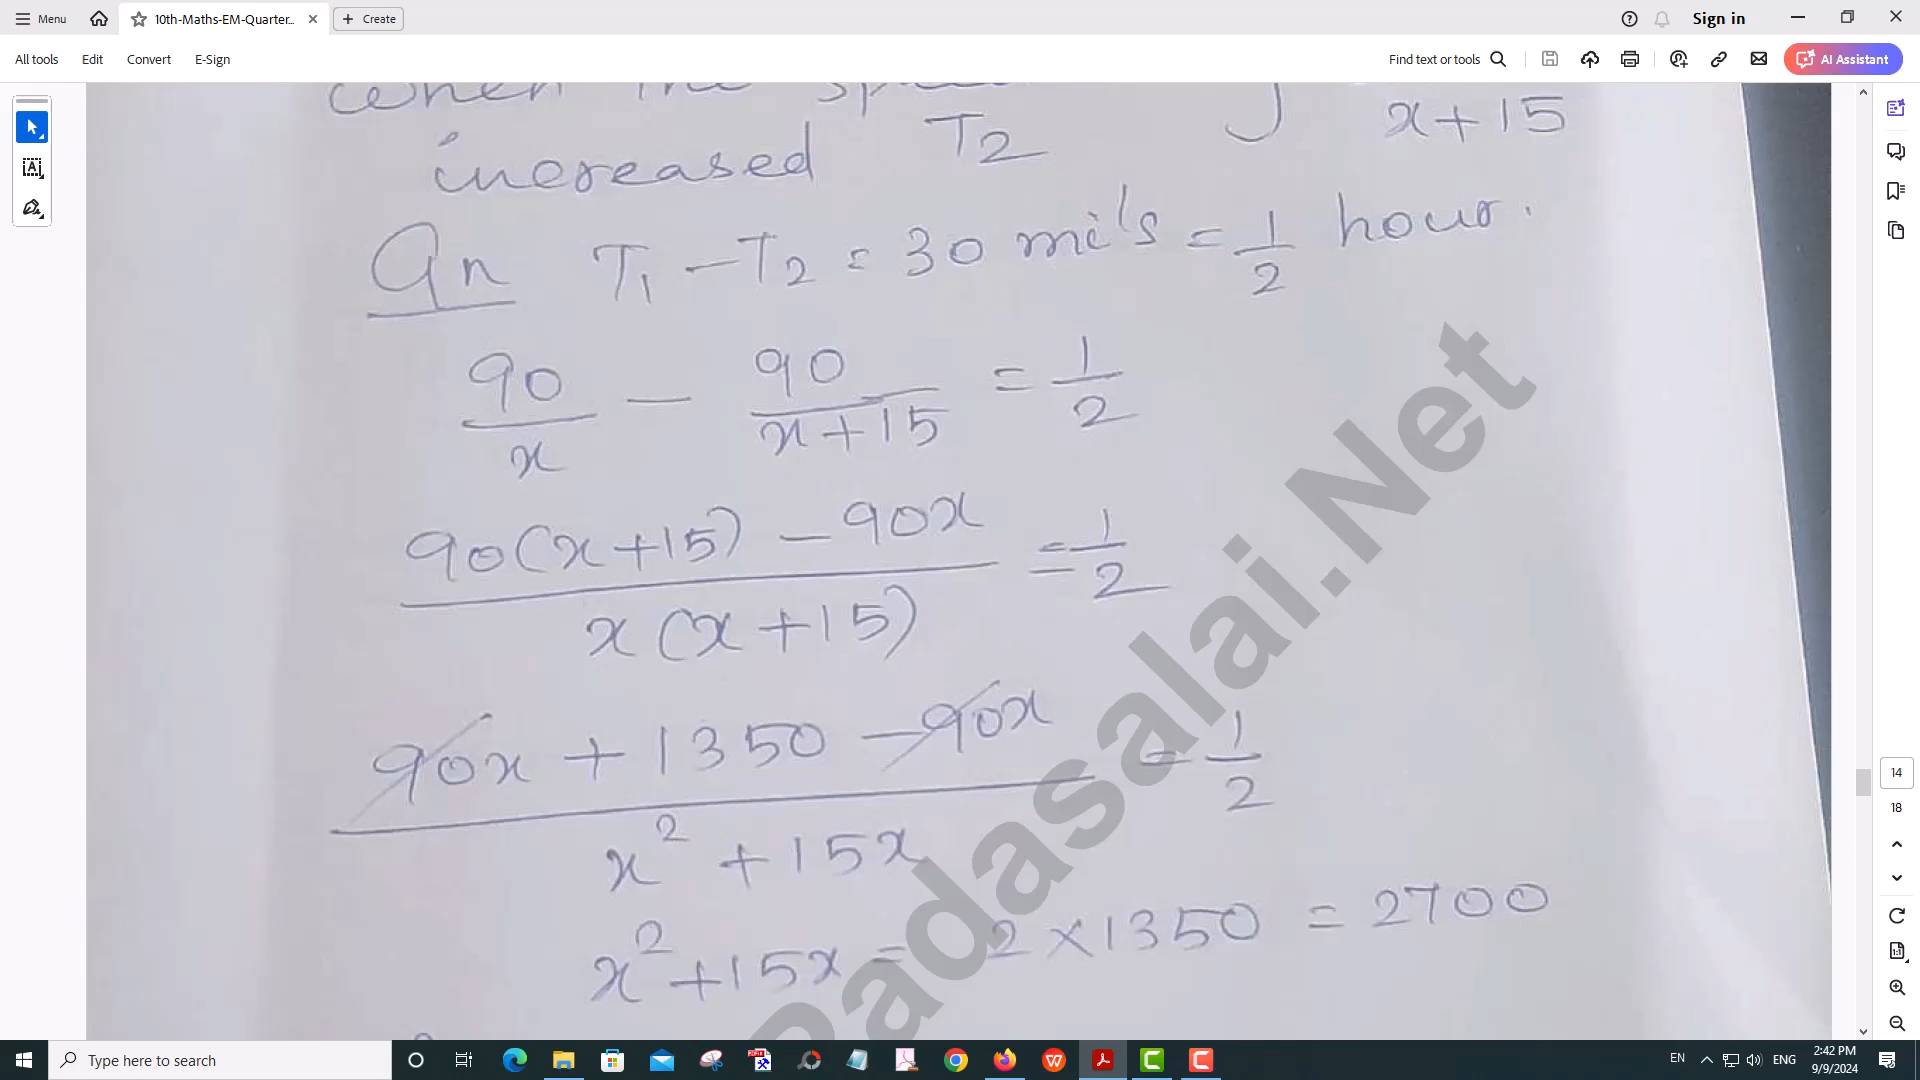 Menu
10th-Maths-EM-Quarter...
Create
Sign in
All tools
Edit
Convert
E-Sign
Find text or tools
AI Assistant
when the
increased T2 x+15
Gn T1 - T2 = 30 mi's = 1/2 hour.
90/x - 90/(x+15) = 1/2
(90(x+15) - 90x)/(x(x+15)) = 1/2
(90x + 1350 - 90x)/(x² + 15x) = 1/2
x² + 15x = 2 × 1350 = 2700
Padasalai.Net
14
18
Type here to search
EN
ENG
2:42 PM
9/9/2024